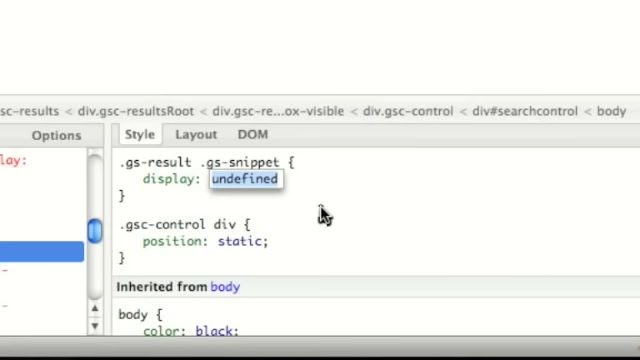 sc-results < div.gsc-resultsRoot < div.gsc-re...ox-visible < div.gsc-control < div#searchcontrol < body
Options
Style Layout DOM
lay:
.gs-result .gs-snippet {
display: undefined
}
.gsc-control div {
position: static;
}
Inherited from body
body {
color: black;